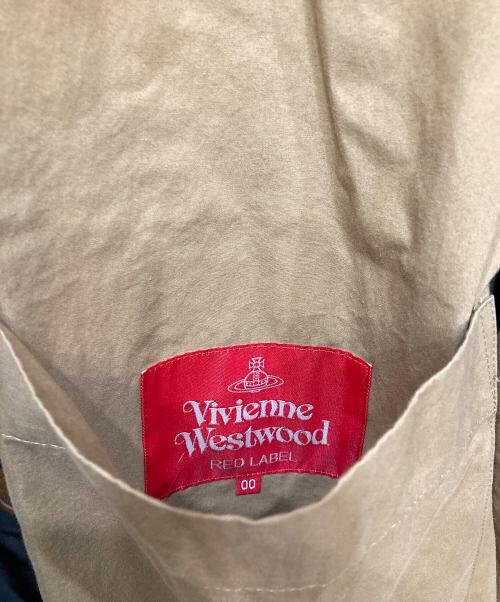 Vivienne
Westwood
RED LABEL
00